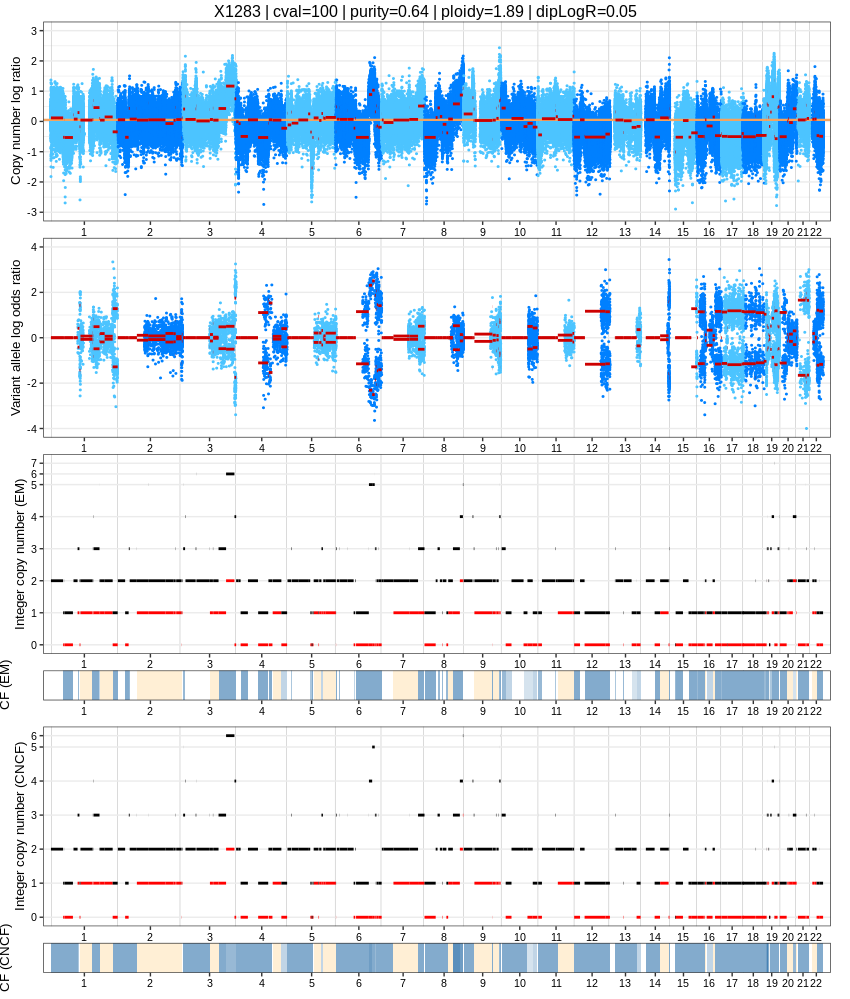 X1283 | cval=100 | purity=0.64 | ploidy=1.89 | dipLogR=0.05
Copy number log ratio
3
2
1
0
-1
-2
-3
1 2 3 4 5 6 7 8 9 10 11 12 13 14 15 16 17 18 19 20 21 22
Variant allele log odds ratio
4
2
0
-2
-4
1 2 3 4 5 6 7 8 9 10 11 12 13 14 15 16 17 18 19 20 21 22
Integer copy number (EM)
7
6
5
4
3
2
1
0
1 2 3 4 5 6 7 8 9 10 11 12 13 14 15 16 17 18 19 20 21 22
CF (EM)
1 2 3 4 5 6 7 8 9 10 11 12 13 14 15 16 17 18 19 20 21 22
Integer copy number (CNCF)
6
5
4
3
2
1
0
1 2 3 4 5 6 7 8 9 10 11 12 13 14 15 16 17 18 19 20 21 22
CF (CNCF)
1 2 3 4 5 6 7 8 9 10 11 12 13 14 15 16 17 18 19 20 21 22